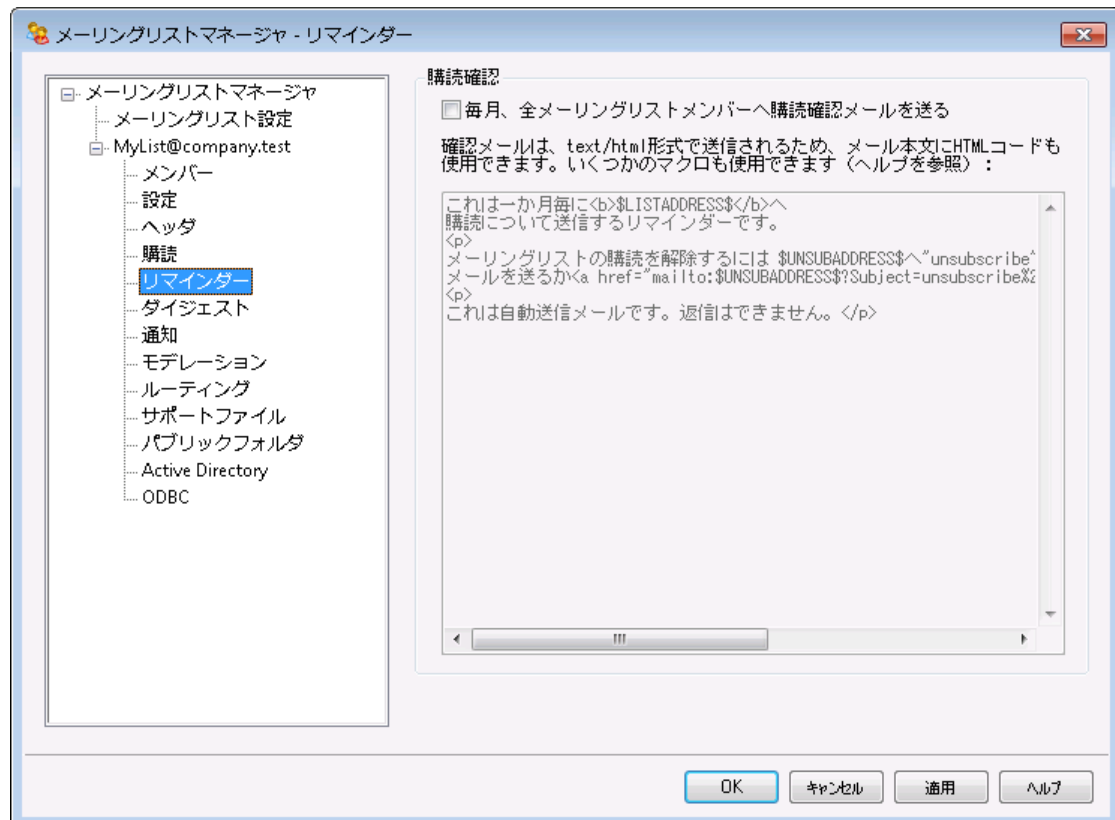 メーリングリストマネージャ - リマインダー
メーリングリストマネージャ
メーリングリスト設定
MyList@company.test
メンバー
設定
ヘッダ
購読
リマインダー
ダイジェスト
通知
モデレーション
ルーティング
サポートファイル
パブリックフォルダ
Active Directory
ODBC
購読確認
毎月、全メーリングリストメンバーへ購読確認メールを送る
確認メールは、text/html形式で送信されるため、メール本文にHTMLコードも
使用できます。いくつかのマクロも使用できます（ヘルプを参照）：
これは一か月毎に<b>$LISTADDRESS$</b>へ
購読について送信するリマインダーです。
<p>
メーリングリストの購読を解除するには $UNSUBADDRESS$へ"unsubscribe"
メールを送るか<a href="mailto:$UNSUBADDRESS$?Subject=unsubscribe%2
<p>
これは自動送信メールです。返信はできません。</p>
OK
キャンセル
適用
ヘルプ